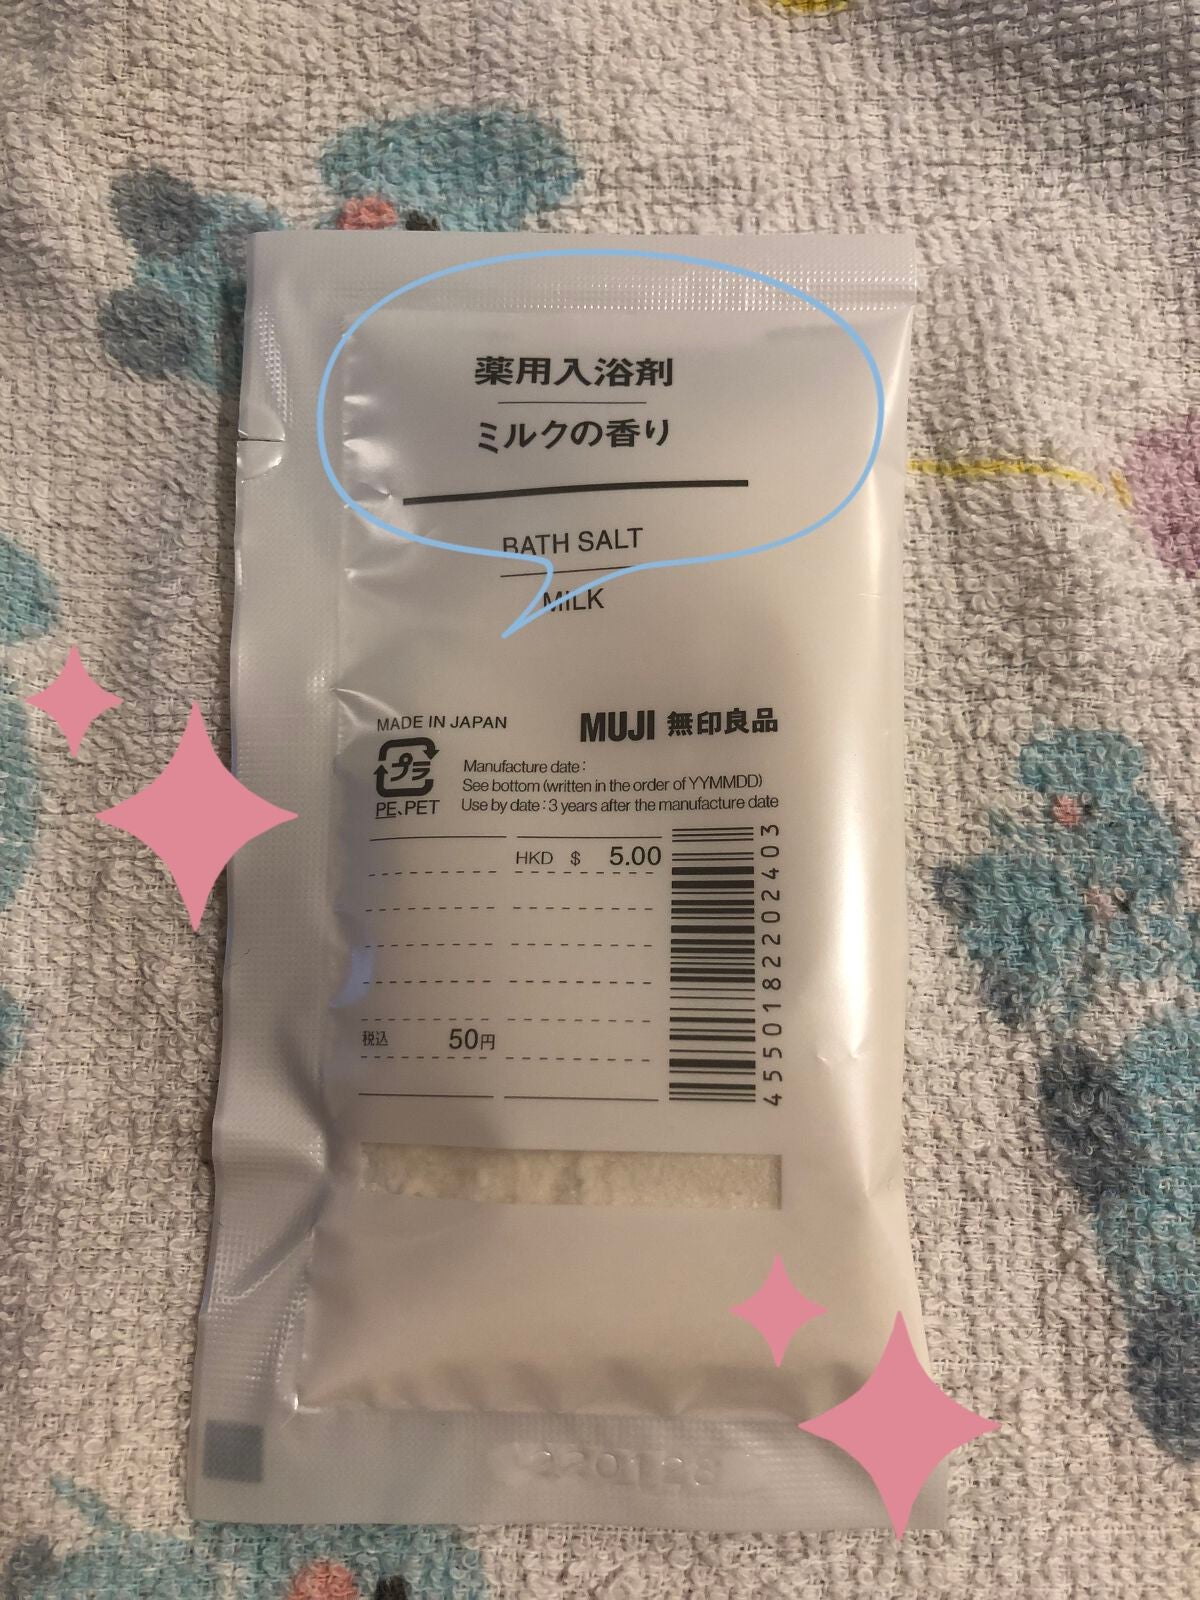 薬用入浴剤
ミルクの香り
BATH SALT
MILK
MADE IN JAPAN
MUJI 無印良品
プラ
PE、PET
Manufacture date:
See bottom (written in the order of YYMMDD)
Use by date:3 years after the manufacture date
HKD $ 5.00
税込 50円
4550182202403